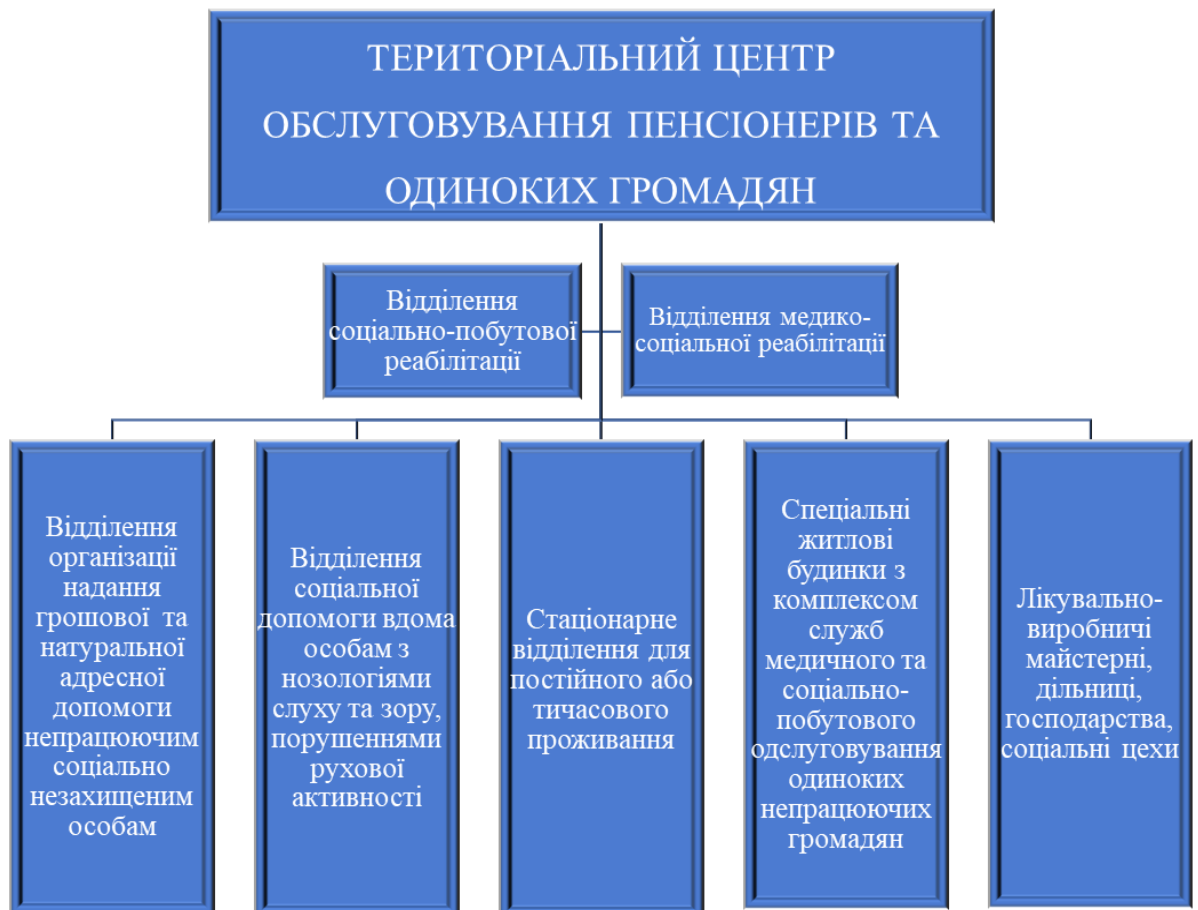 ТЕРИТОРІАЛЬНИЙ ЦЕНТР
ОБСЛУГОВУВАННЯ ПЕНСІОНЕРІВ ТА
ОДИНОКИХ ГРОМАДЯН
Відділення
соціально-побутової
реабілітації
Відділення медико-
соціальної реабілітації
Відділення
організації
надання
грошової та
натуральної
адресної
допомоги
непрацюючим
соціально
незахищеним
особам
Відділення
соціальної
допомоги вдома
особам з
нозологіями
слуху та зору,
порушеннями
рухової
активності
Стаціонарне
відділення для
постійного або
тичасового
проживання
Спеціальні
житлові
будинки з
комплексом
служб
медичного та
соціально-
побутового
одслуговування
одиноких
непрацюючих
громадян
Лікувально-
виробничі
майстерні,
дільниці,
господарства,
соціальні цехи